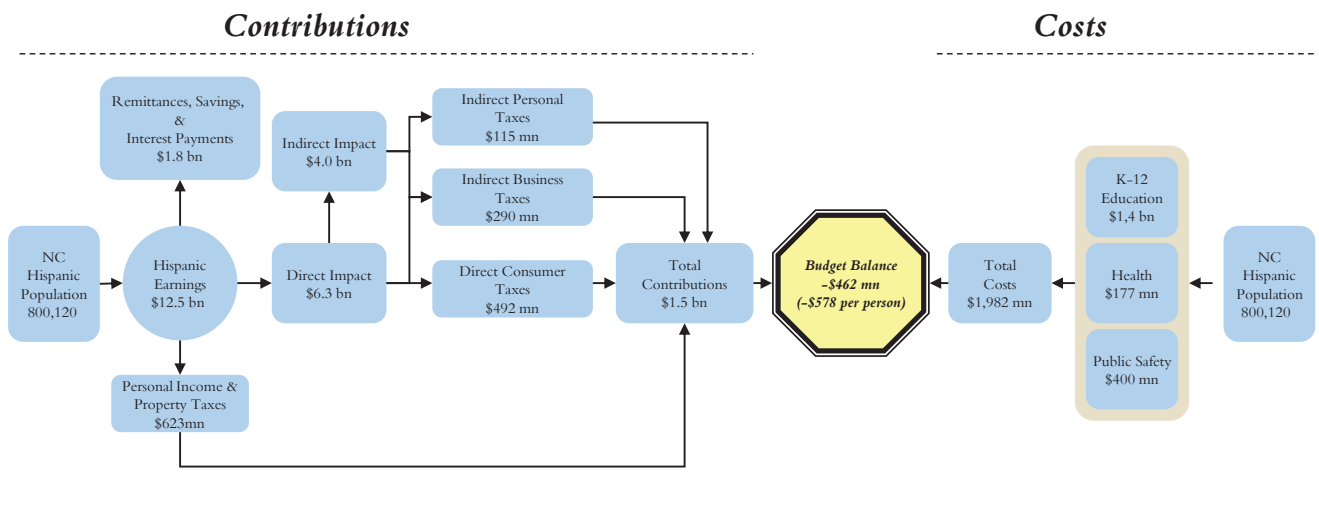 Contributions
Costs
Remittances, Savings,
&
Interest Payments
$1.8 bn
Indirect Impact
$4.0 bn
Indirect Personal
Taxes
$115 mn
Indirect Business
Taxes
$290 mn
NC
Hispanic
Population
800,120
Hispanic
Earnings
$12.5 bn
Direct Impact
$6.3 bn
Direct Consumer
Taxes
$492 mn
Total
Contributions
$1.5 bn
Budget Balance
-$462 mn
(-$578 per person)
Total
Costs
$1,982 mn
K-12
Education
$1,4 bn
Health
$177 mn
Public Safety
$400 mn
NC
Hispanic
Population
800,120
Personal Income &
Property Taxes
$623mn